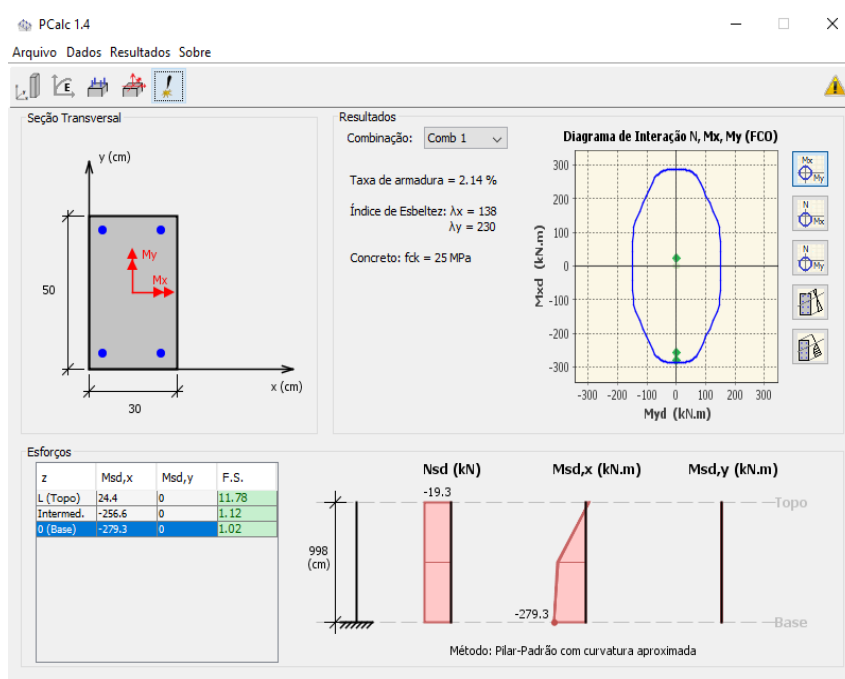 PCalc 1.4
Arquivo Dados Resultados Sobre
E
Seção Transversal
y (cm)
My
Mx
50
30
x (cm)
Resultados
Combinação: Comb 1
Taxa de armadura = 2.14 %
Índice de Esbeltez: λx = 138
λy = 230
Concreto: fck = 25 MPa
Diagrama de Interação N, Mx, My (FCO)
Mxd (kN.m)
300
200
100
0
-100
-200
-300
-300 -200 -100 0 100 200 300
Myd (kN.m)
Mx
My
N
Mx
N
My
Esforços
z Msd,x Msd,y F.S.
L (Topo) 24.4 0 11.78
Intermed. -256.6 0 1.12
0 (Base) -279.3 0 1.02
Nsd (kN) Msd,x (kN.m) Msd,y (kN.m)
-19.3
Topo
998
(cm)
-279.3
Base
Método: Pilar-Padrão com curvatura aproximada